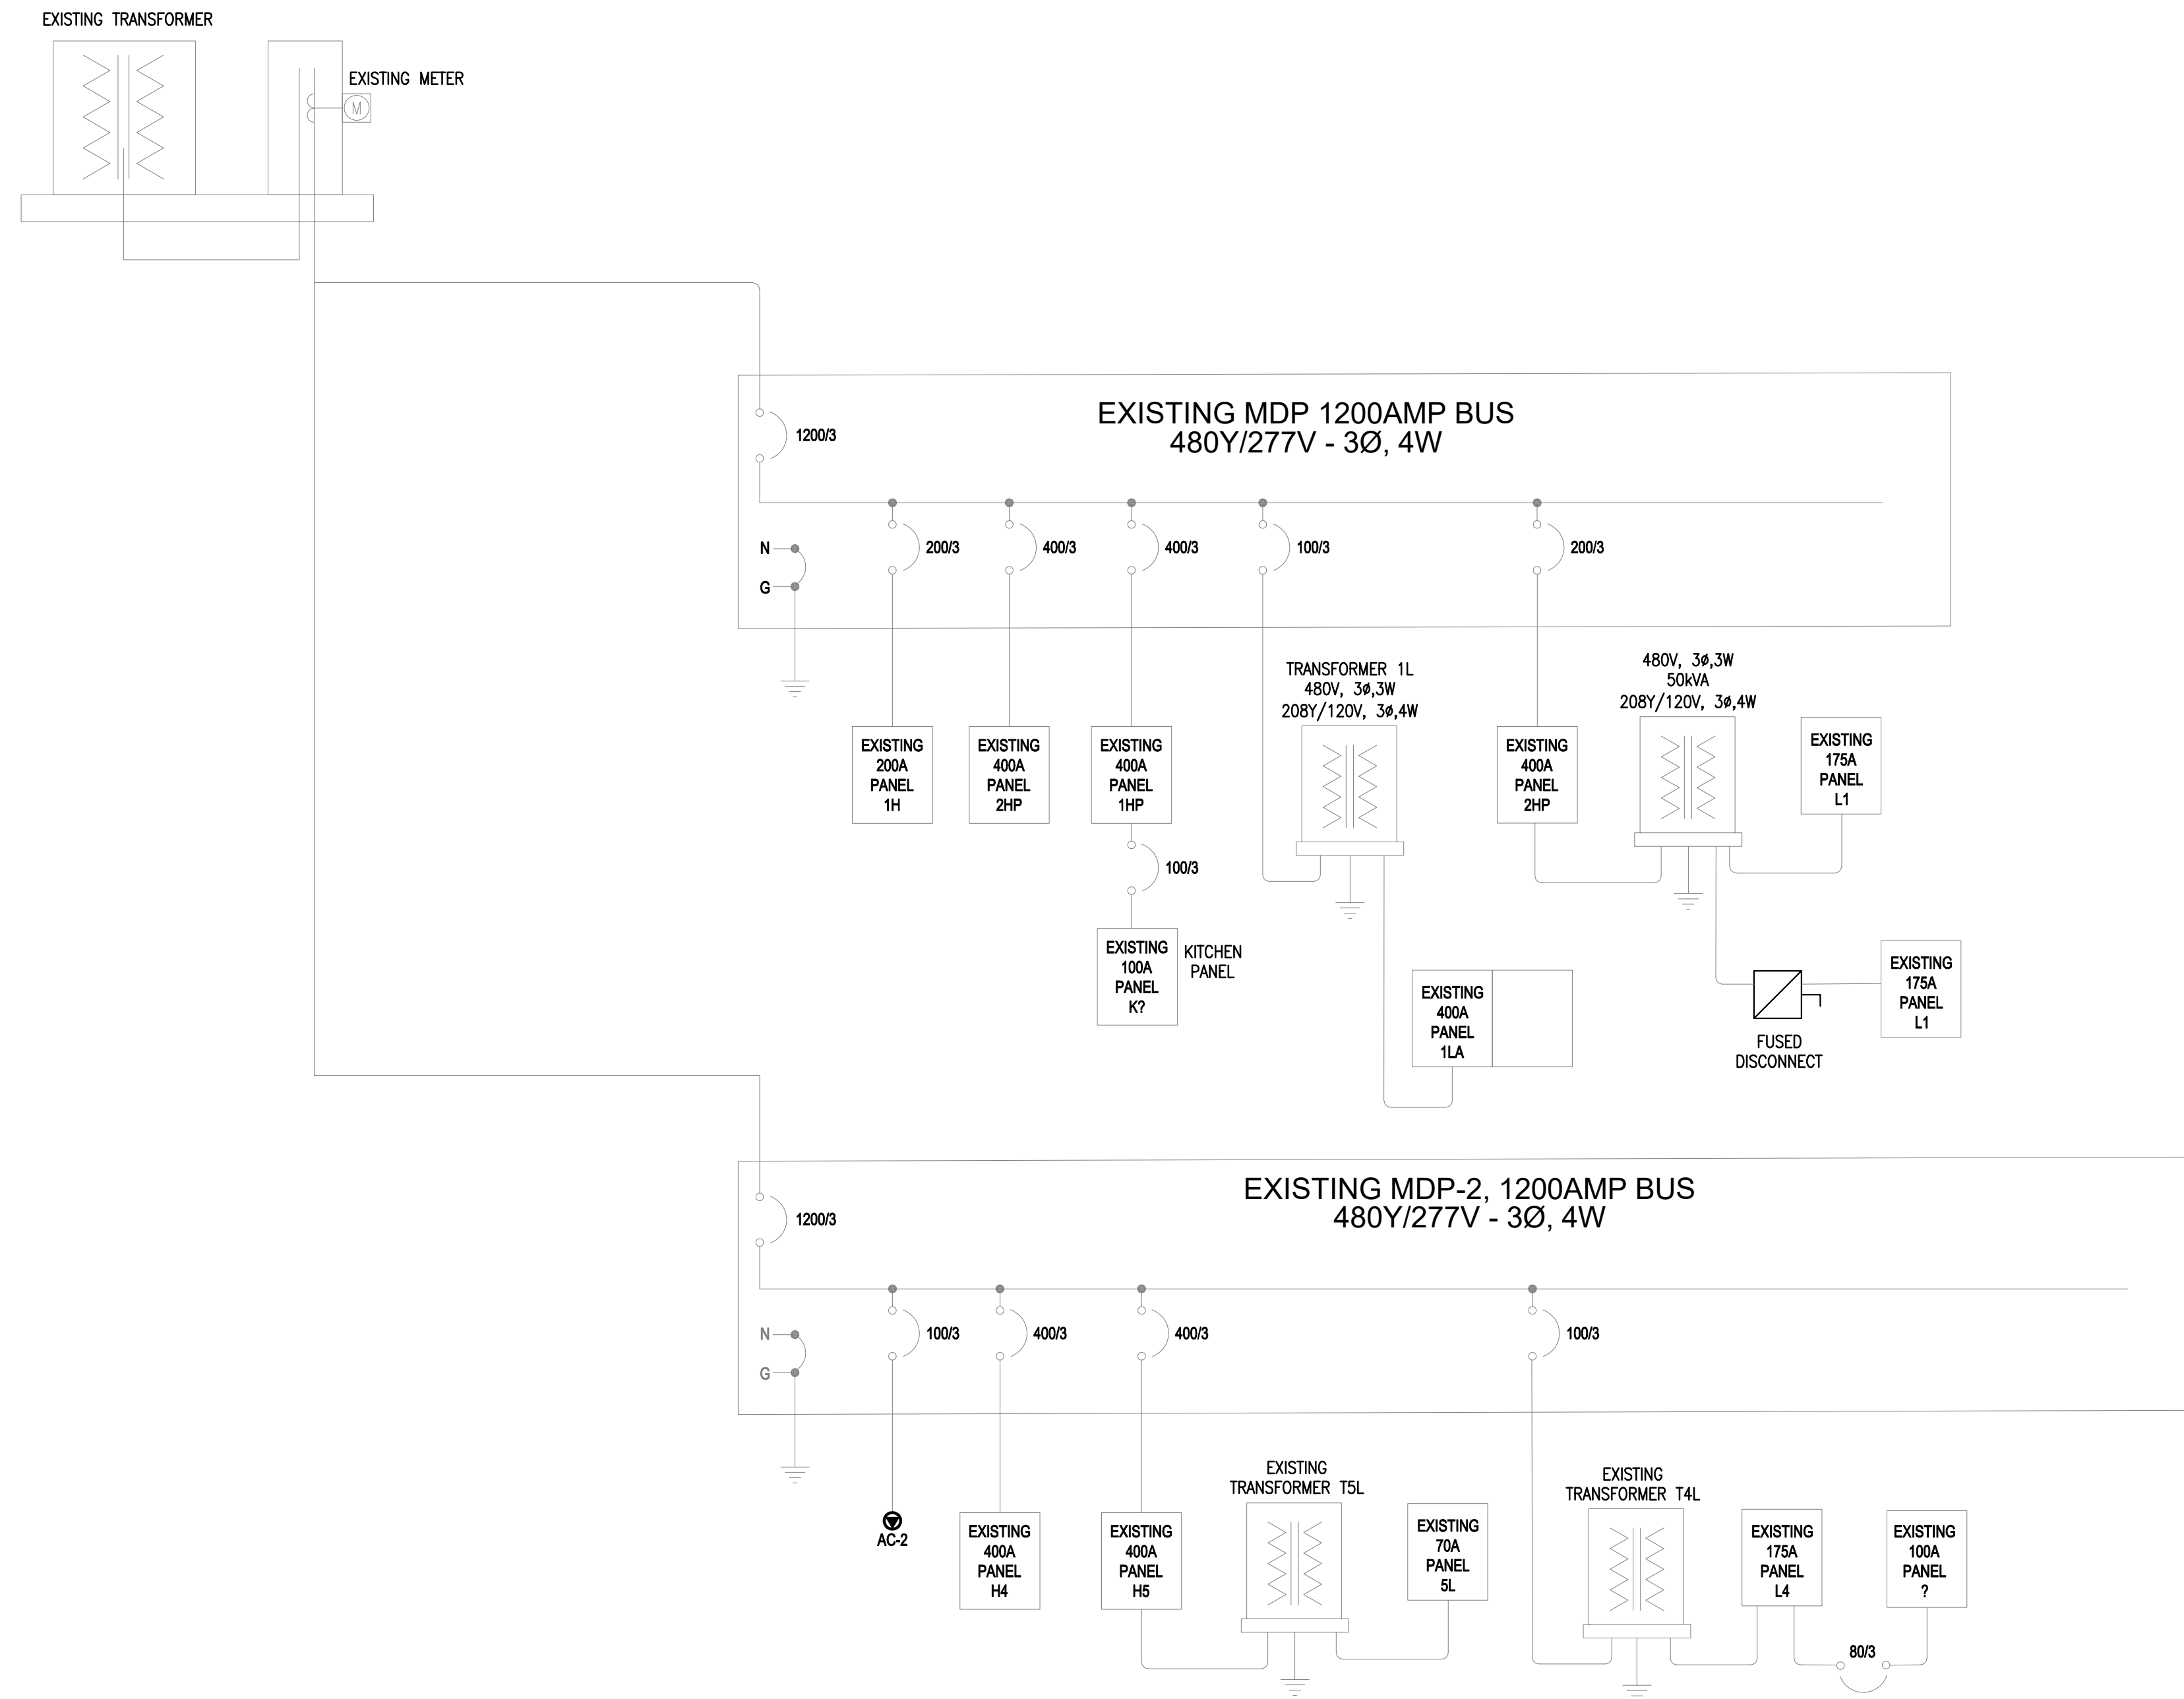 EXISTING TRANSFORMER
EXISTING METER
M
EXISTING MDP 1200AMP BUS
480Y/277V - 3Ø, 4W
1200/3
N
G
200/3
400/3
400/3
100/3
200/3
TRANSFORMER 1L
480V, 3ø,3W
208Y/120V, 3ø,4W
480V, 3ø,3W
50kVA
208Y/120V, 3ø,4W
EXISTING
200A
PANEL
1H
EXISTING
400A
PANEL
2HP
EXISTING
400A
PANEL
1HP
EXISTING
400A
PANEL
2HP
EXISTING
175A
PANEL
L1
100/3
EXISTING
100A
PANEL
K?
KITCHEN
PANEL
EXISTING
400A
PANEL
1LA
FUSED
DISCONNECT
EXISTING
175A
PANEL
L1
EXISTING MDP-2, 1200AMP BUS
480Y/277V - 3Ø, 4W
1200/3
N
G
100/3
400/3
400/3
100/3
AC-2
EXISTING
400A
PANEL
H4
EXISTING
400A
PANEL
H5
EXISTING
TRANSFORMER T5L
EXISTING
70A
PANEL
5L
EXISTING
TRANSFORMER T4L
EXISTING
175A
PANEL
L4
EXISTING
100A
PANEL
?
80/3